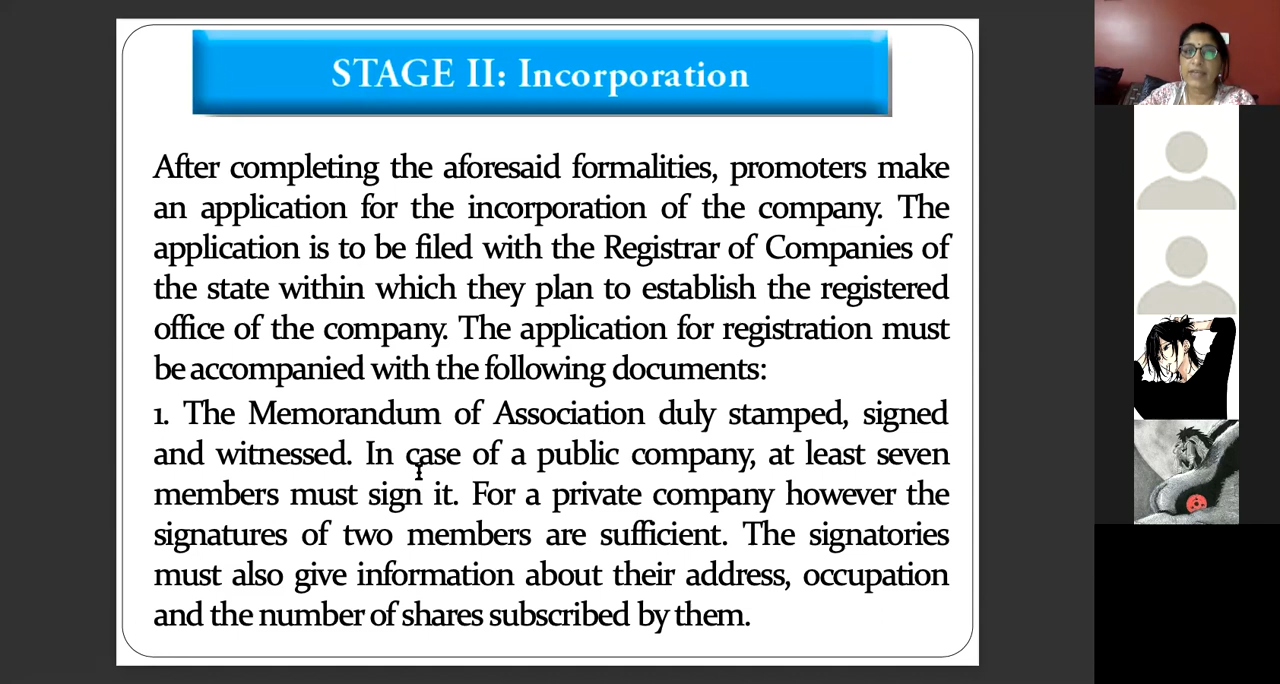 STAGE II: Incorporation
After completing the aforesaid formalities, promoters make
an application for the incorporation of the company. The
application is to be filed with the Registrar of Companies of
the state within which they plan to establish the registered
office of the company. The application for registration must
be accompanied with the following documents:
1. The Memorandum of Association duly stamped, signed
and witnessed. In case of a public company, at least seven
members must sign it. For a private company however the
signatures of two members are sufficient. The signatories
must also give information about their address, occupation
and the number of shares subscribed by them.